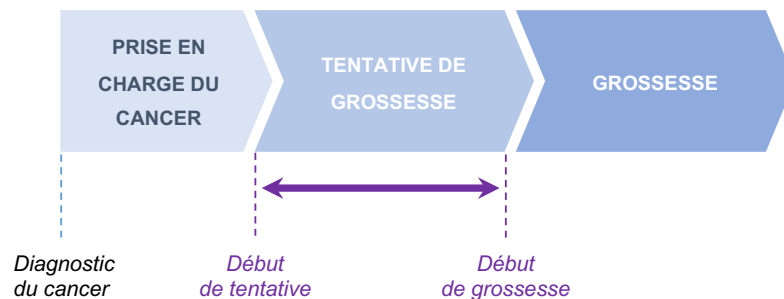 PRISE EN
CHARGE DU
CANCER
TENTATIVE DE
GROSSESSE
GROSSESSE
Diagnostic
du cancer
Début
de tentative
Début
de grossesse